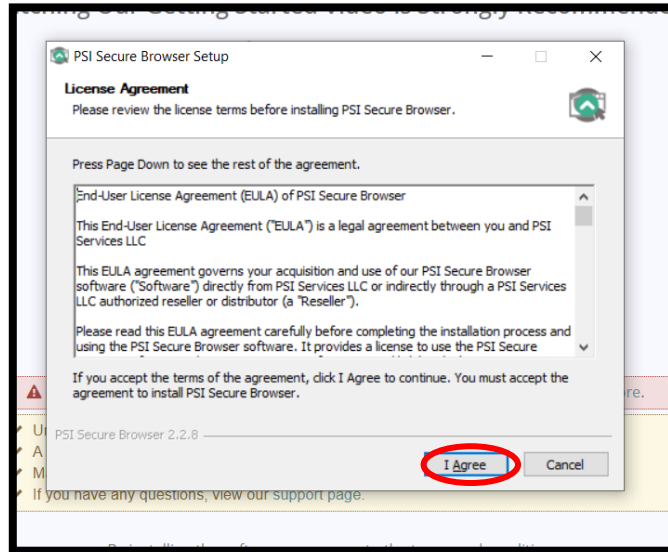 Our Getting Started Video is Strongly
PSI Secure Browser Setup
License Agreement
Please review the license terms before installing PSI Secure Browser.
Press Page Down to see the rest of the agreement.
End-User License Agreement (EULA) of PSI Secure Browser
This End-User License Agreement ("EULA") is a legal agreement between you and PSI
Services LLC
This EULA agreement governs your acquisition and use of our PSI Secure Browser
software ("Software") directly from PSI Services LLC or indirectly through a PSI Services
LLC authorized reseller or distributor (a "Reseller").
Please read this EULA agreement carefully before completing the installation process and
using the PSI Secure Browser software. It provides a license to use the PSI Secure
If you accept the terms of the agreement, click I Agree to continue. You must accept the
agreement to install PSI Secure Browser.
re.
PSI Secure Browser 2.2.8
I Agree
Cancel
If you have any questions, view our support page.